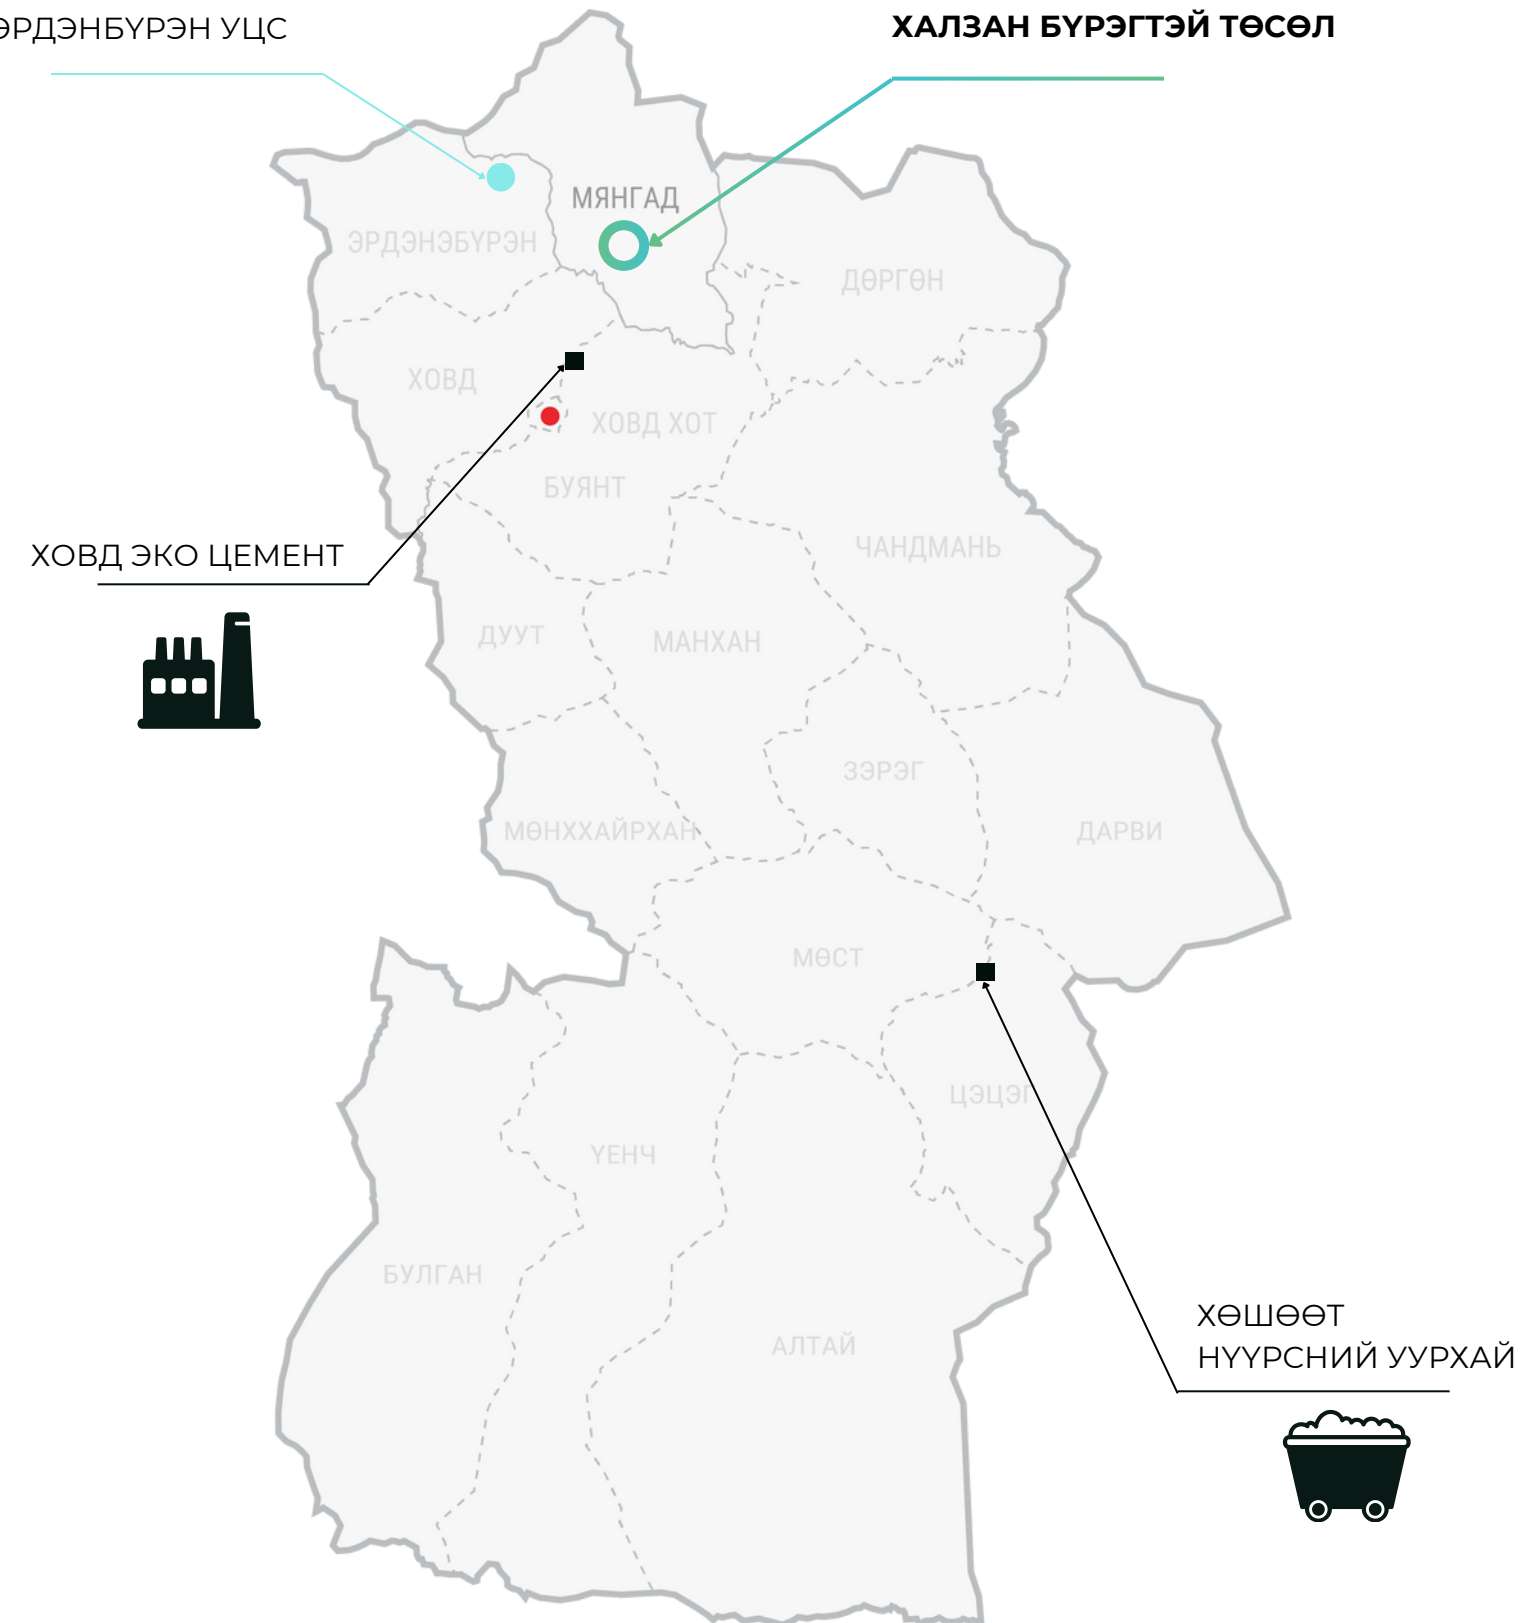 ЭРДЭНБҮРЭН УЦС
ХАЛЗАН БҮРЭГТЭЙ ТӨСӨЛ
МЯНГАД
ЭРДЭНЭБҮРЭН
ДӨРГӨН
ХОВД
ХОВД ХОТ
БУЯНТ
ХОВД ЭКО ЦЕМЕНТ
ЧАНДМАНЬ
ДУУТ
МАНХАН
ЗЭРЭГ
МӨНХХАЙРХАН
ДАРВИ
МӨСТ
ЦЭЦЭГ
ҮЕНЧ
БУЛГАН
АЛТАЙ
ХӨШӨӨТ
НҮҮРСНИЙ УУРХАЙ